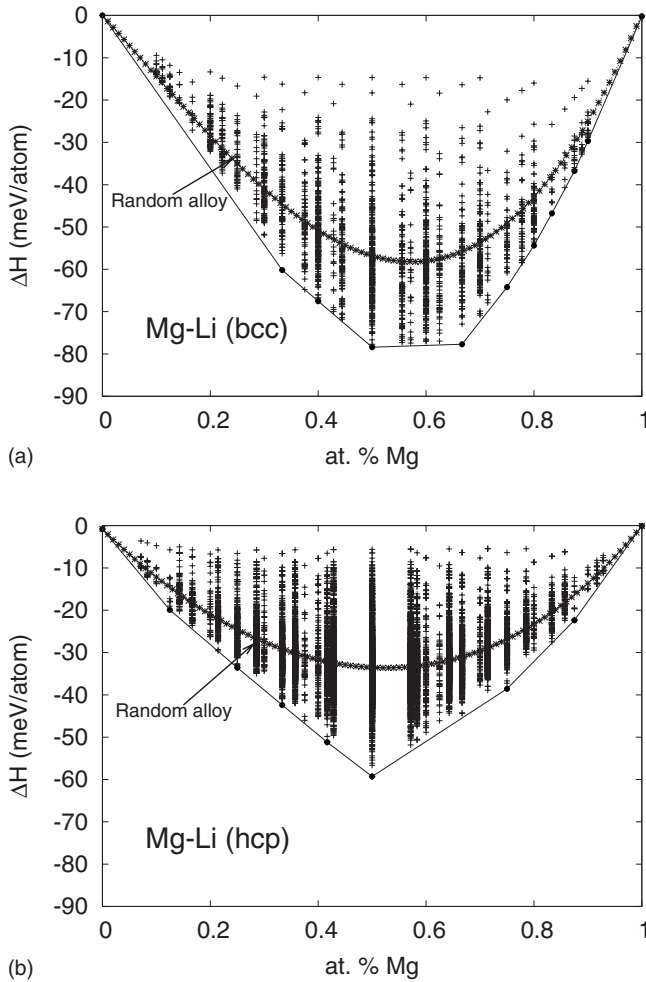 0
-10
-20
-30
-40
-50
-60
-70
-80
-90
ΔH (meV/atom)
Random alloy
Mg-Li (bcc)
0 0.2 0.4 0.6 0.8 1
(a) at. % Mg
0
-10
-20
-30
-40
-50
-60
-70
-80
-90
ΔH (meV/atom)
Random alloy
Mg-Li (hcp)
0 0.2 0.4 0.6 0.8 1
(b) at. % Mg